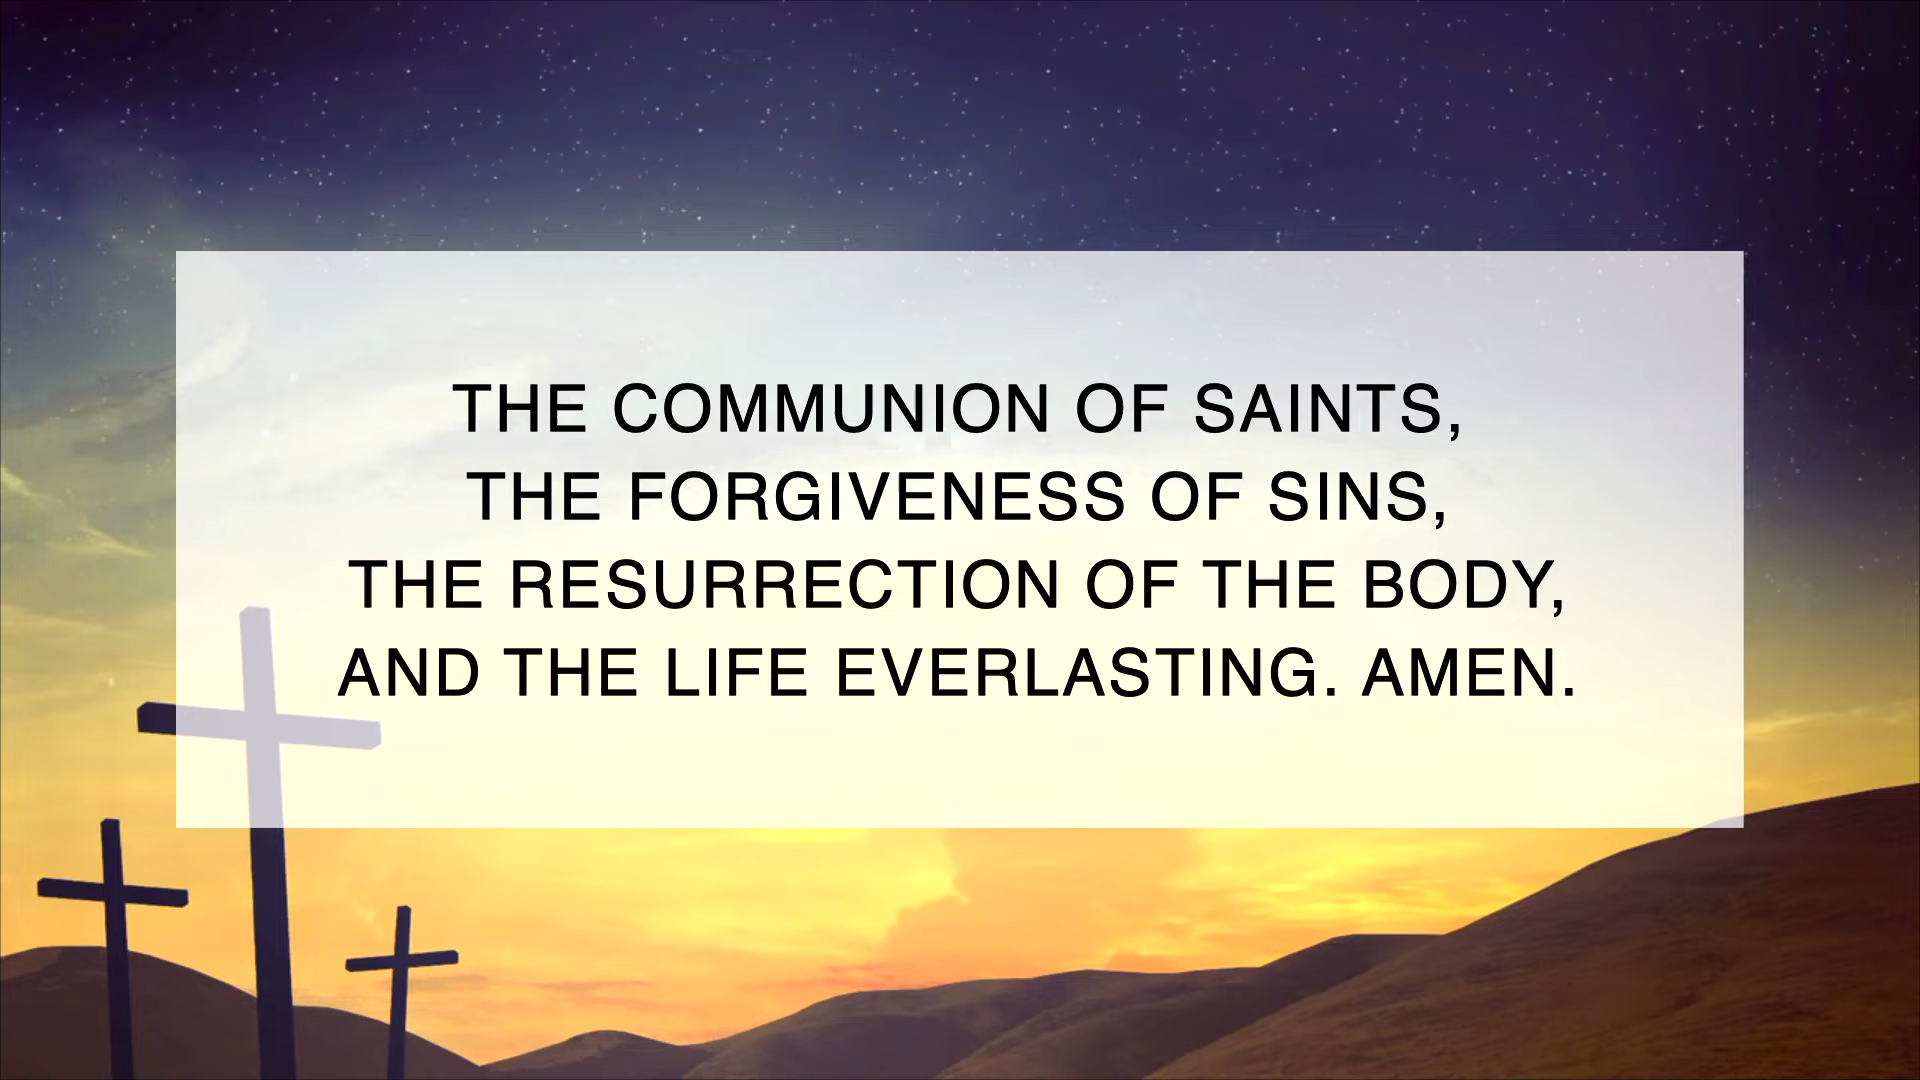 THE COMMUNION OF SAINTS,
THE FORGIVENESS OF SINS,
THE RESURRECTION OF THE BODY,
AND THE LIFE EVERLASTING. AMEN.